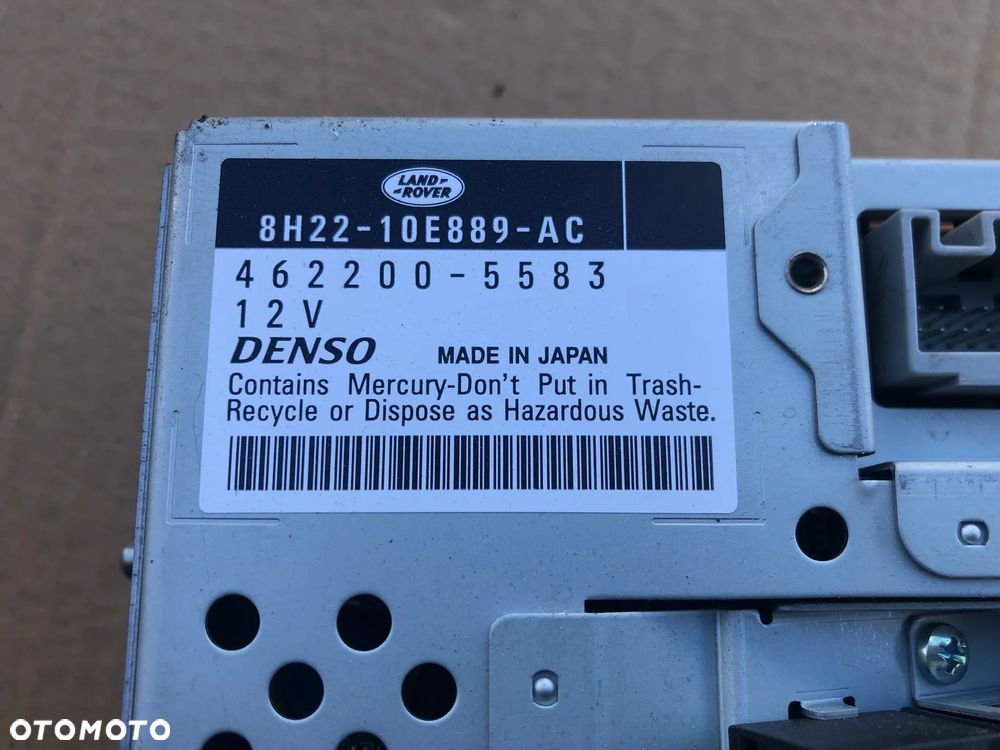 LAND-
-ROVER
8H22-10E889-AC
462200-5583
12V
DENSO MADE IN JAPAN
Contains Mercury-Don't Put in Trash-
Recycle or Dispose as Hazardous Waste.
OTOMOTO